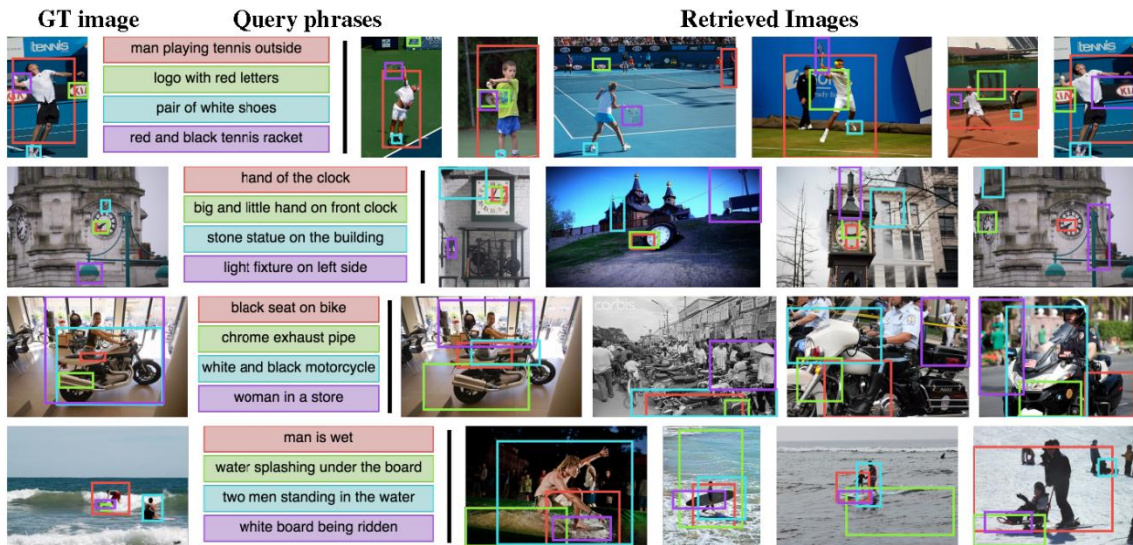 GT image Query phrases Retrieved Images
tennis
KIA
man playing tennis outside
logo with red letters
pair of white shoes
red and black tennis racket
KIA
hand of the clock
big and little hand on front clock
stone statue on the building
light fixture on left side
black seat on bike
chrome exhaust pipe
white and black motorcycle
woman in a store
corbis
man is wet
water splashing under the board
two men standing in the water
white board being ridden